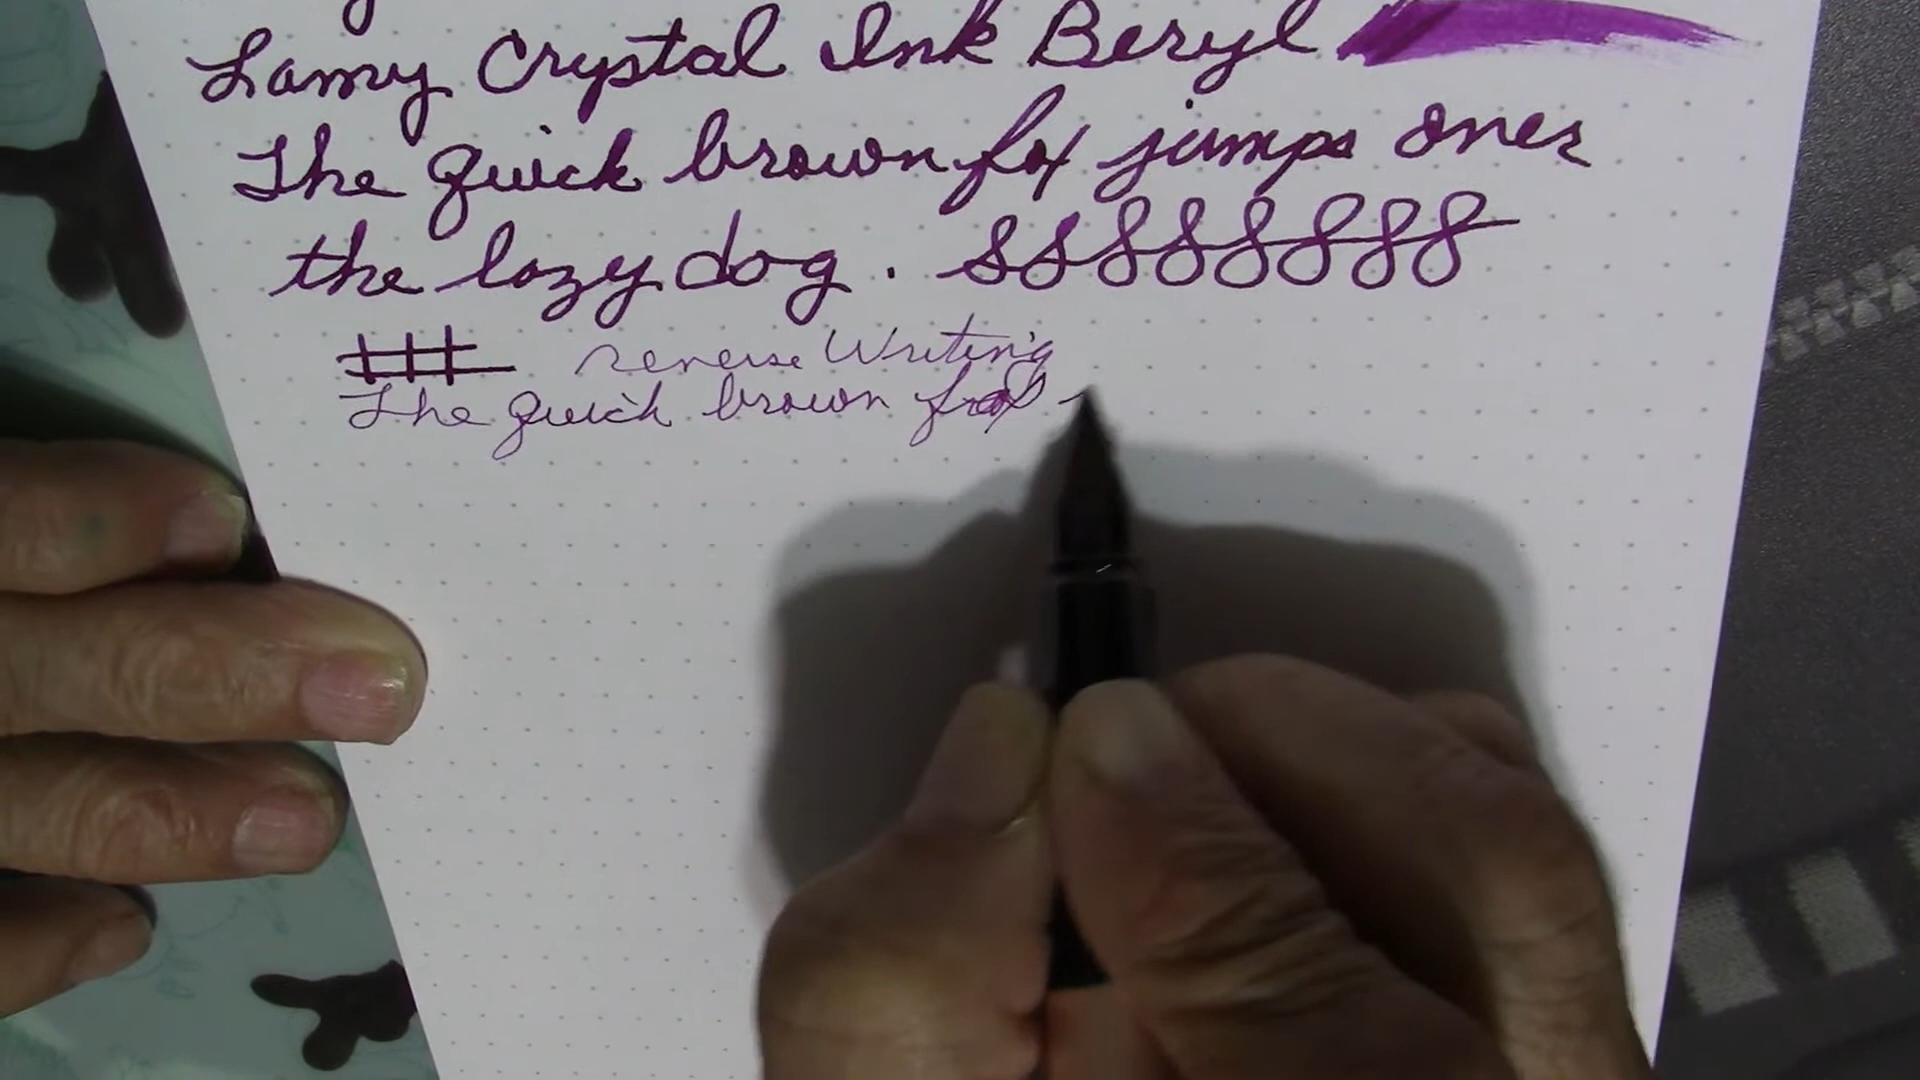 Lamy Crystal Ink Beryl
The quick brown fox jumps over
the lazy dog. SSSSSSSS
reverse Writing
The quick brown fox